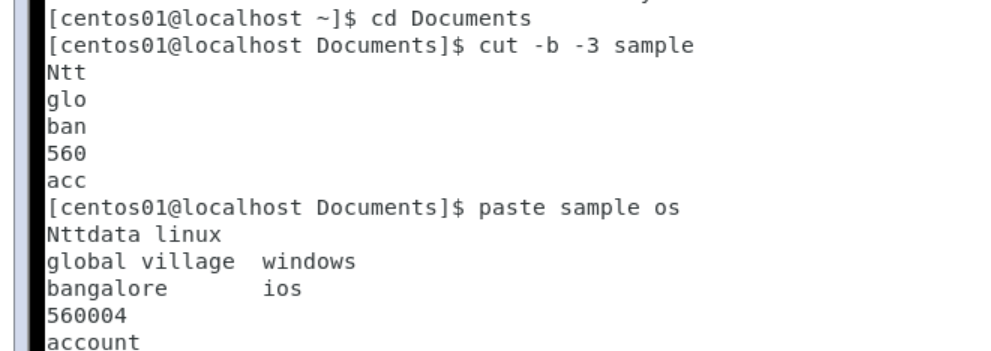 [centos01@localhost ~]$ cd Documents
[centos01@localhost Documents]$ cut -b -3 sample
Ntt
glo
ban
560
acc
[centos01@localhost Documents]$ paste sample os
Nttdata linux
global village  windows
bangalore       ios
560004
account